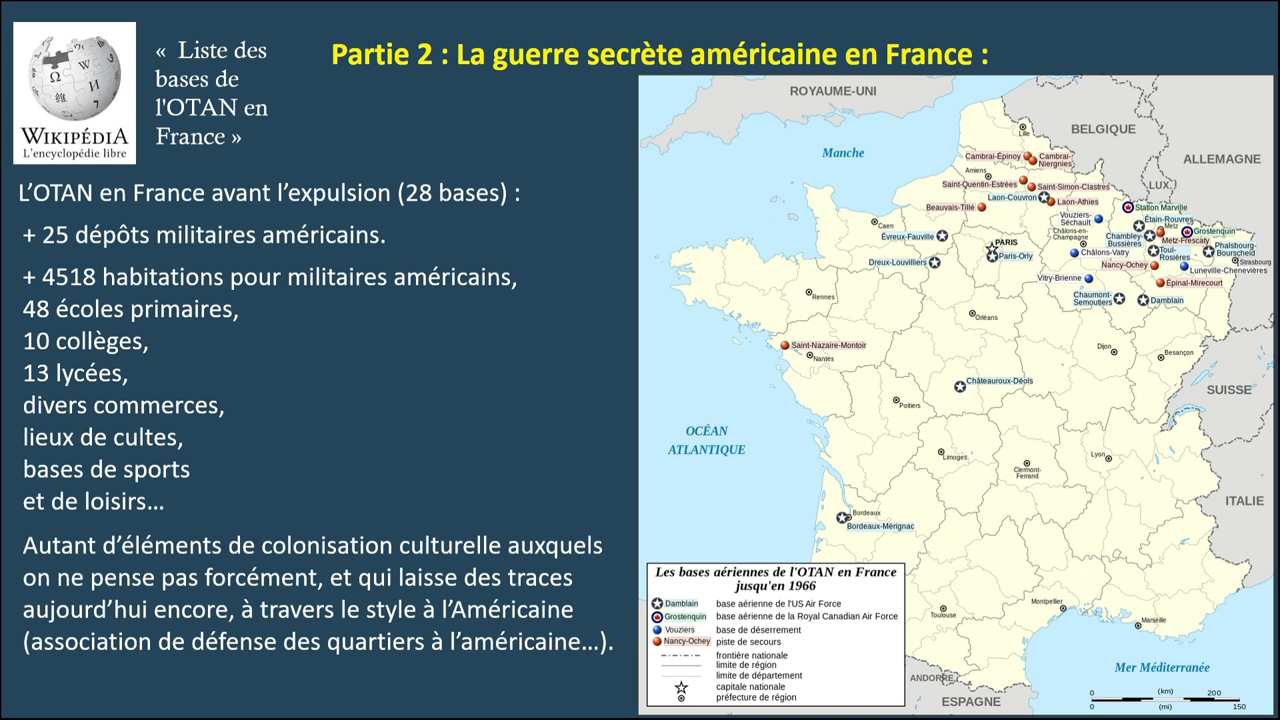 Partie 2 : La guerre secrète américaine en France :
« Liste des
bases de
l'OTAN en
France »
WIKIPÉDIA
L'encyclopédie libre
L’OTAN en France avant l’expulsion (28 bases) :
+ 25 dépôts militaires américains.
+ 4518 habitations pour militaires américains,
48 écoles primaires,
10 collèges,
13 lycées,
divers commerces,
lieux de cultes,
bases de sports
et de loisirs…
Autant d’éléments de colonisation culturelle auxquels
on ne pense pas forcément, et qui laisse des traces
aujourd’hui encore, à travers le style à l’Américaine
(association de défense des quartiers à l’américaine…).
ROYAUME-UNI
BELGIQUE
ALLEMAGNE
LUX.
Manche
Lille
Cambrai-Épinoy
Cambrai-
Niergnies
Amiens
Saint-Quentin-Estrées
Saint-Simon-Clastres
Laon-Couvron
Laon-Athies
Beauvais-Tillé
Station Marville
Vouziers-
Séchault
Étain-Rouvres
Metz
Grostenquin
Caen
Châlons-en-
Champagne
Chambley-
Bussières
Metz-Frescaty
Évreux-Fauville
PARIS
Paris-Orly
Toul-
Rosières
Phalsbourg-
Bourscheid
Châlons-Vatry
Strasbourg
Dreux-Louvilliers
Nancy-Ochey
Luneville-Chenevières
Vitry-Brienne
Épinal-Mirecourt
Rennes
Chaumont-
Semoutiers
Damblain
Orléans
Saint-Nazaire-Montoir
Nantes
Dijon
Besançon
Châteauroux-Déols
SUISSE
Poitiers
OCÉAN
ATLANTIQUE
Limoges
Clermont-
Ferrand
Lyon
ITALIE
Bordeaux
Bordeaux-Mérignac
Toulouse
Montpellier
Marseille
Mer Méditerranée
ANDORRE
ESPAGNE
Les bases aériennes de l'OTAN en France
jusqu'en 1966
Damblain base aérienne de l'US Air Force
Grostenquin base aérienne de la Royal Canadian Air Force
Vouziers base de déserrement
Nancy-Ochey piste de secours
frontière nationale
limite de région
limite de département
capitale nationale
préfecture de région
0 (km) 200
0 (mi) 150